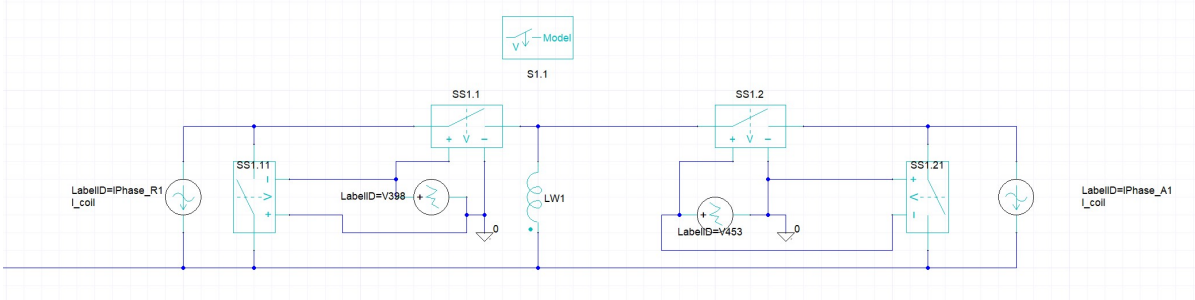 Model
V
S1.1
SS1.1
SS1.2
+ V −
+ V −
SS1.11
SS1.21
−
V
+
+
V
−
LabelID=IPhase_R1
I_coil
LabelID=V398
+
LW1
LabelID=IPhase_A1
I_coil
+
LabelID=V453
0
0